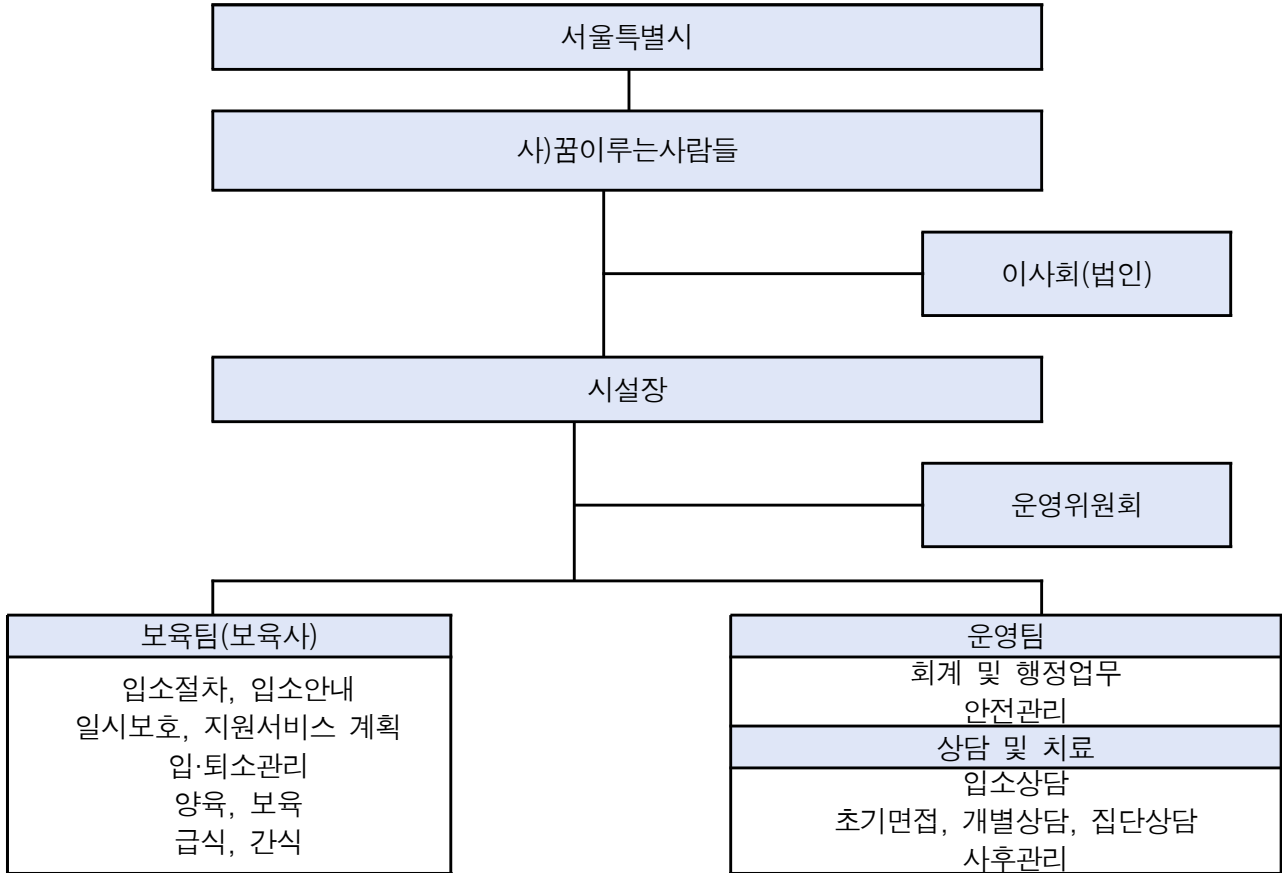 서울특별시
사)꿈이루는사람들
이사회(법인)
시설장
운영위원회
보육팀(보육사)
입소절차, 입소안내
일시보호, 지원서비스 계획
입·퇴소관리
양육, 보육
급식, 간식
운영팀
회계 및 행정업무
안전관리
상담 및 치료
입소상담
초기면접, 개별상담, 집단상담
사후관리